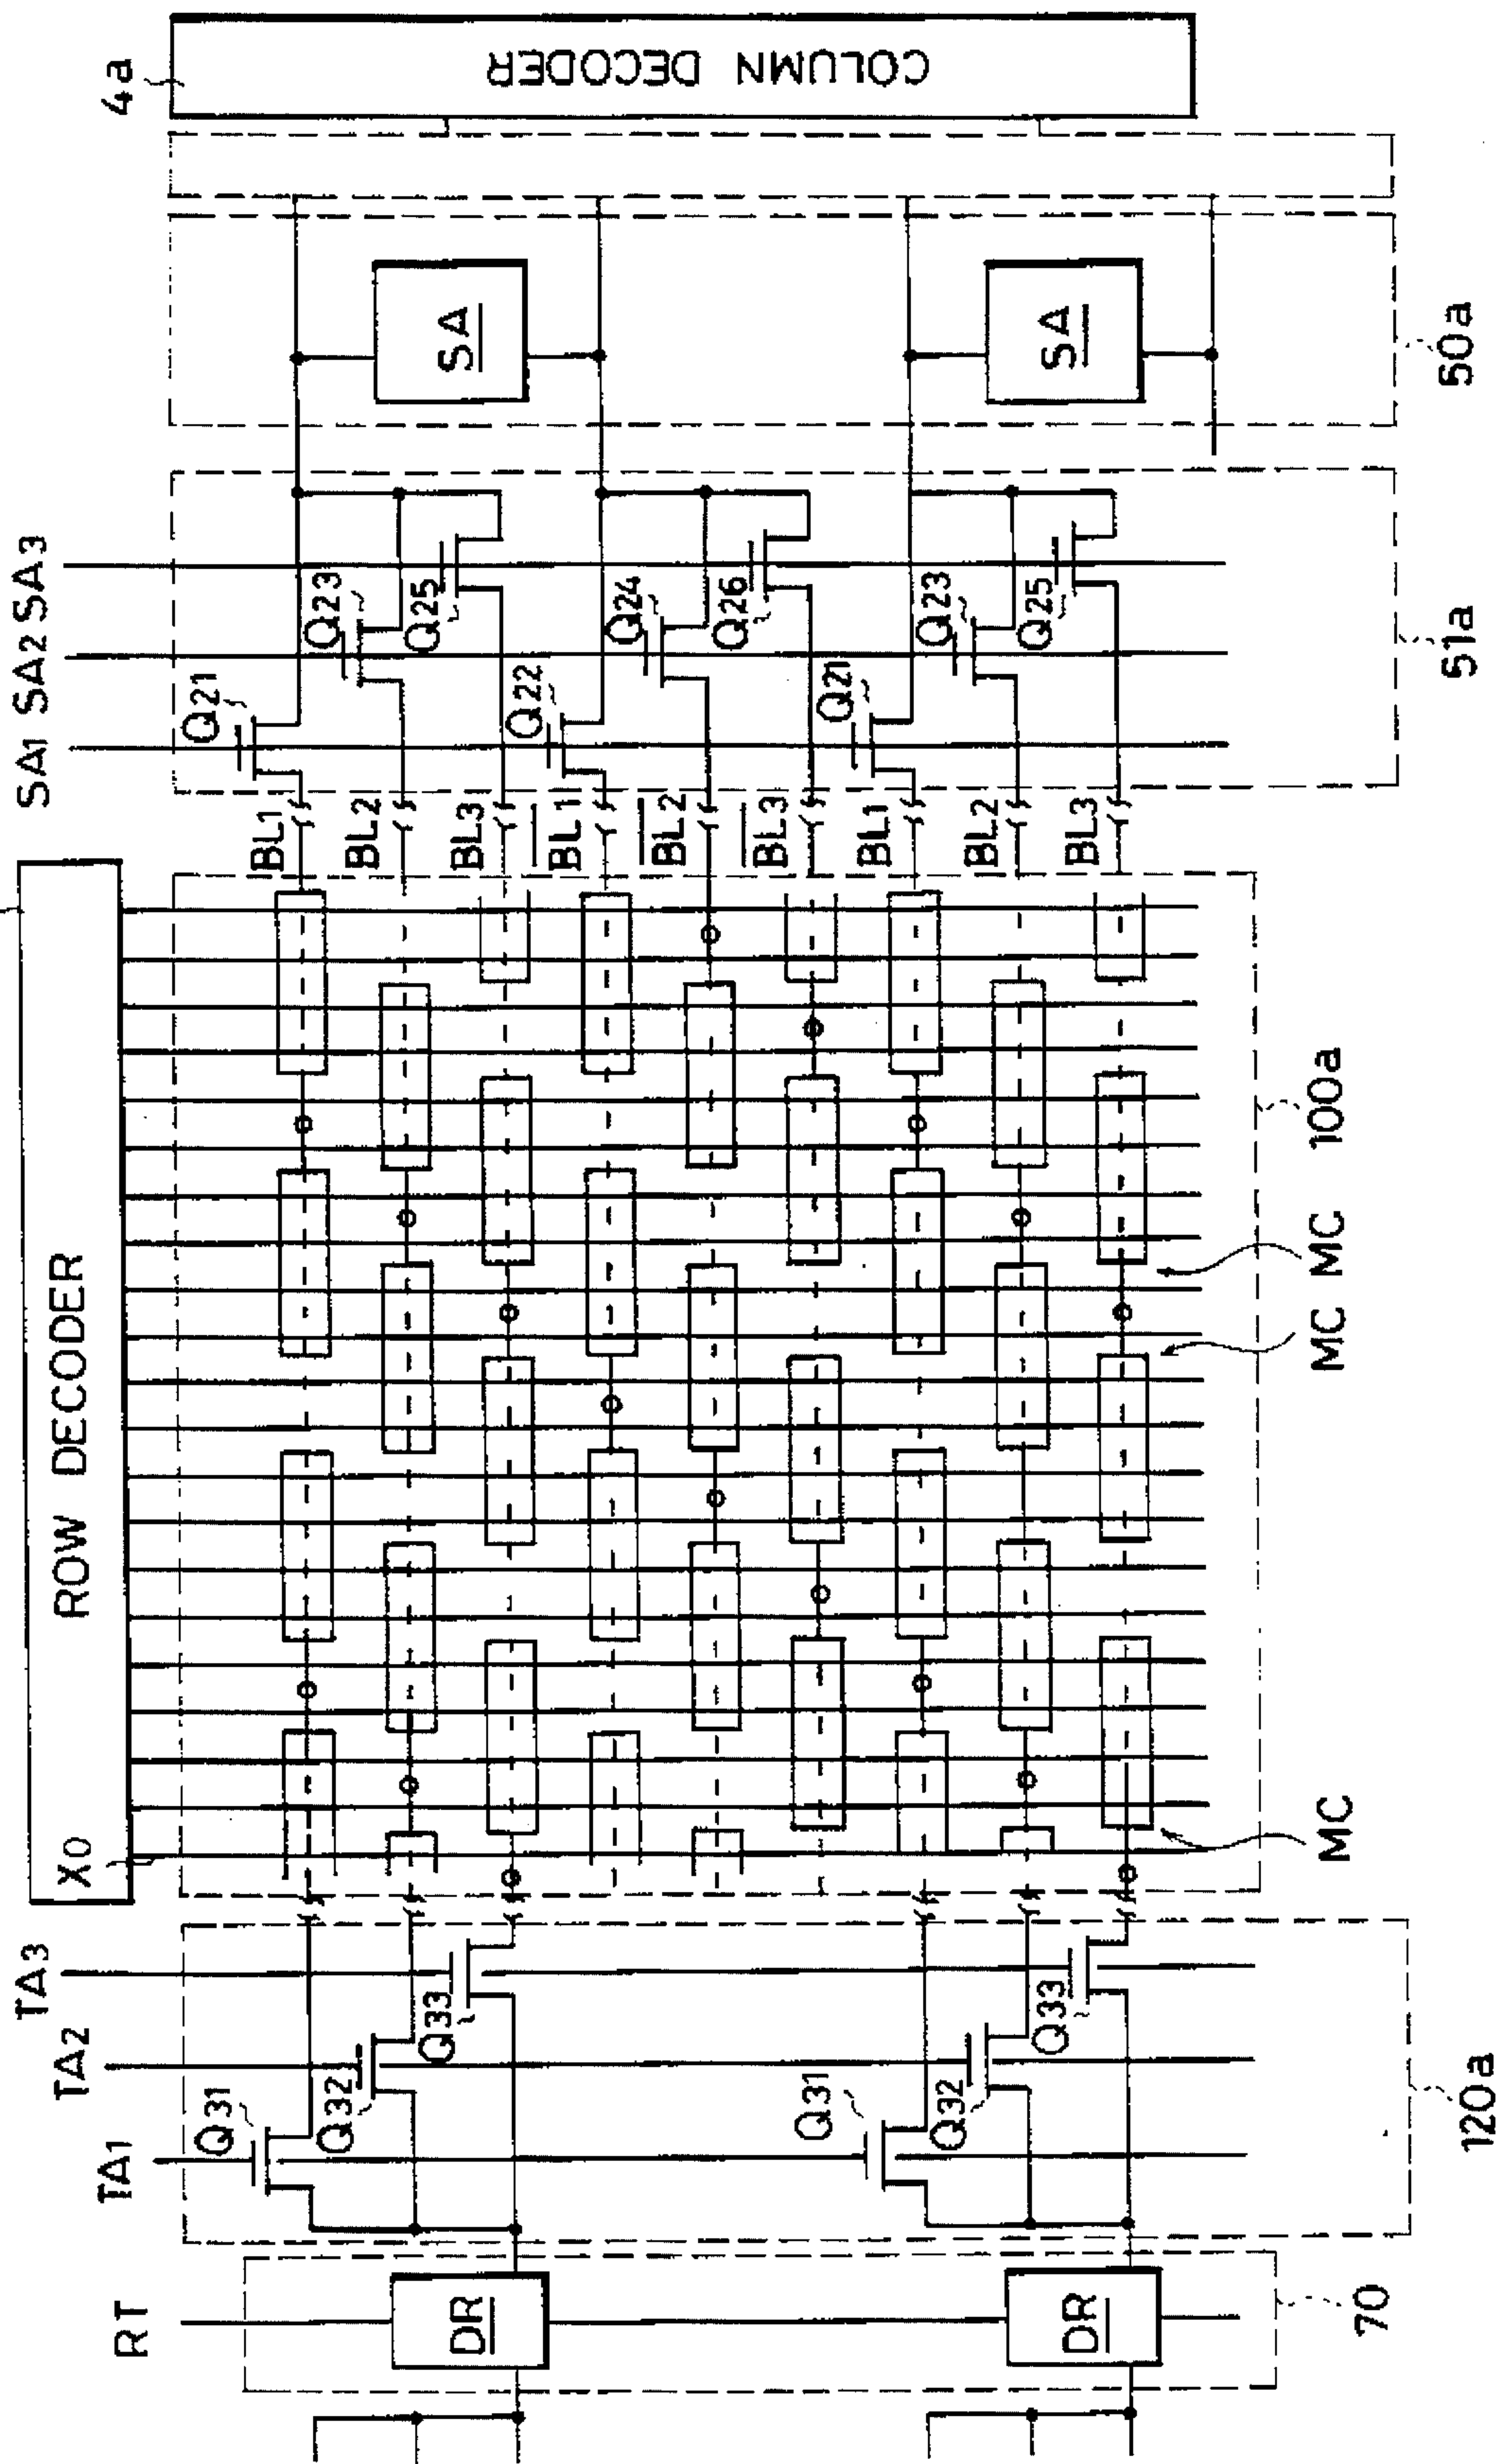 4a
COLUMN DECODER
SA
SA
50a
SA1 SA2 SA3
Q21
Q23
Q25
Q22
Q24
Q26
Q21
Q23
Q25
51a
BL1
BL2
BL3
BL1
BL2
BL3
BL1
BL2
BL3
ROW DECODER
X0
100a
MC
MC
MC
TA1
TA2
TA3
Q31
Q32
Q33
Q31
Q32
Q33
120a
RT
DR
DR
70